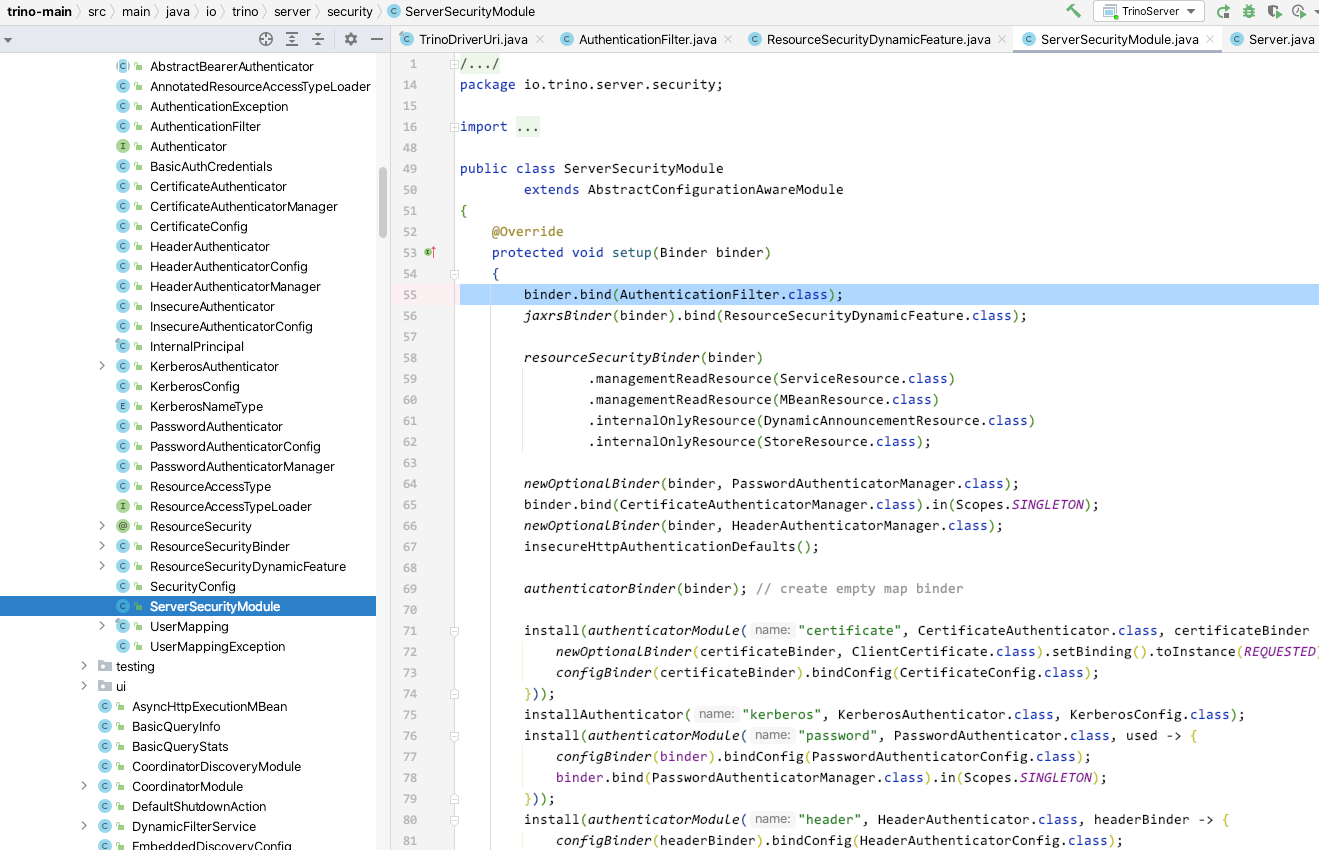 trino-main src main java io trino server security ServerSecurityModule TrinoServer
TrinoDriverUri.java AuthenticationFilter.java ResourceSecurityDynamicFeature.java ServerSecurityModule.java Server.java
AbstractBearerAuthenticator
AnnotatedResourceAccessTypeLoader
AuthenticationException
AuthenticationFilter
Authenticator
BasicAuthCredentials
CertificateAuthenticator
CertificateAuthenticatorManager
CertificateConfig
HeaderAuthenticator
HeaderAuthenticatorConfig
HeaderAuthenticatorManager
InsecureAuthenticator
InsecureAuthenticatorConfig
InternalPrincipal
KerberosAuthenticator
KerberosConfig
KerberosNameType
PasswordAuthenticator
PasswordAuthenticatorConfig
PasswordAuthenticatorManager
ResourceAccessType
ResourceAccessTypeLoader
ResourceSecurity
ResourceSecurityBinder
ResourceSecurityDynamicFeature
SecurityConfig
ServerSecurityModule
UserMapping
UserMappingException
testing
ui
AsyncHttpExecutionMBean
BasicQueryInfo
BasicQueryStats
CoordinatorDiscoveryModule
CoordinatorModule
DefaultShutdownAction
DynamicFilterService
EmbeddedDiscoveryConfig
1 /.../
14 package io.trino.server.security;
15
16 import ...
48
49 public class ServerSecurityModule
50 extends AbstractConfigurationAwareModule
51 {
52 @Override
53 protected void setup(Binder binder)
54 {
55 binder.bind(AuthenticationFilter.class);
56 jaxrsBinder(binder).bind(ResourceSecurityDynamicFeature.class);
57
58 resourceSecurityBinder(binder)
59 .managementReadResource(ServiceResource.class)
60 .managementReadResource(MBeanResource.class)
61 .internalOnlyResource(DynamicAnnouncementResource.class)
62 .internalOnlyResource(StoreResource.class);
63
64 newOptionalBinder(binder, PasswordAuthenticatorManager.class);
65 binder.bind(CertificateAuthenticatorManager.class).in(Scopes.SINGLETON);
66 newOptionalBinder(binder, HeaderAuthenticatorManager.class);
67 insecureHttpAuthenticationDefaults();
68
69 authenticatorBinder(binder); // create empty map binder
70
71 install(authenticatorModule( name: "certificate", CertificateAuthenticator.class, certificateBinder
72 newOptionalBinder(certificateBinder, ClientCertificate.class).setBinding().toInstance(REQUESTED)
73 configBinder(certificateBinder).bindConfig(CertificateConfig.class);
74 }));
75 installAuthenticator( name: "kerberos", KerberosAuthenticator.class, KerberosConfig.class);
76 install(authenticatorModule( name: "password", PasswordAuthenticator.class, used -> {
77 configBinder(binder).bindConfig(PasswordAuthenticatorConfig.class);
78 binder.bind(PasswordAuthenticatorManager.class).in(Scopes.SINGLETON);
79 }));
80 install(authenticatorModule( name: "header", HeaderAuthenticator.class, headerBinder -> {
81 configBinder(headerBinder).bindConfig(HeaderAuthenticatorConfig.class);